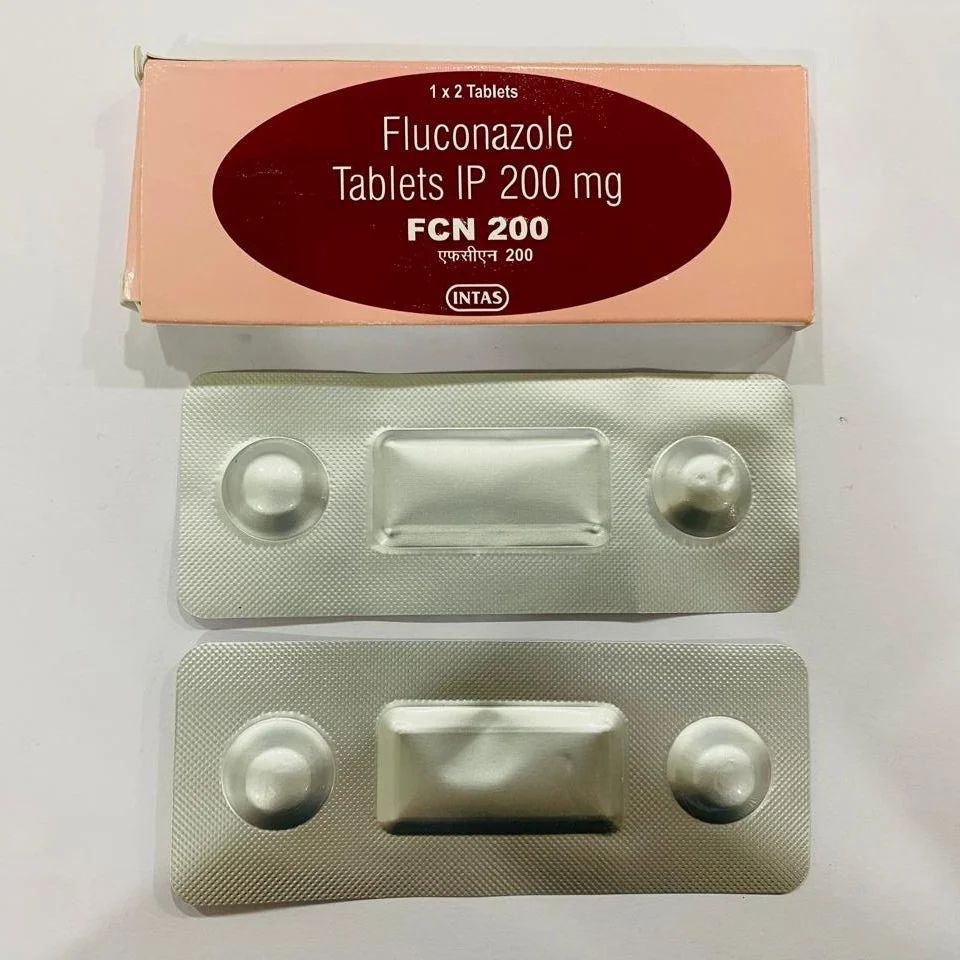 1 x 2 Tablets
Fluconazole
Tablets IP 200 mg
FCN 200
एफसीएन 200
INTAS